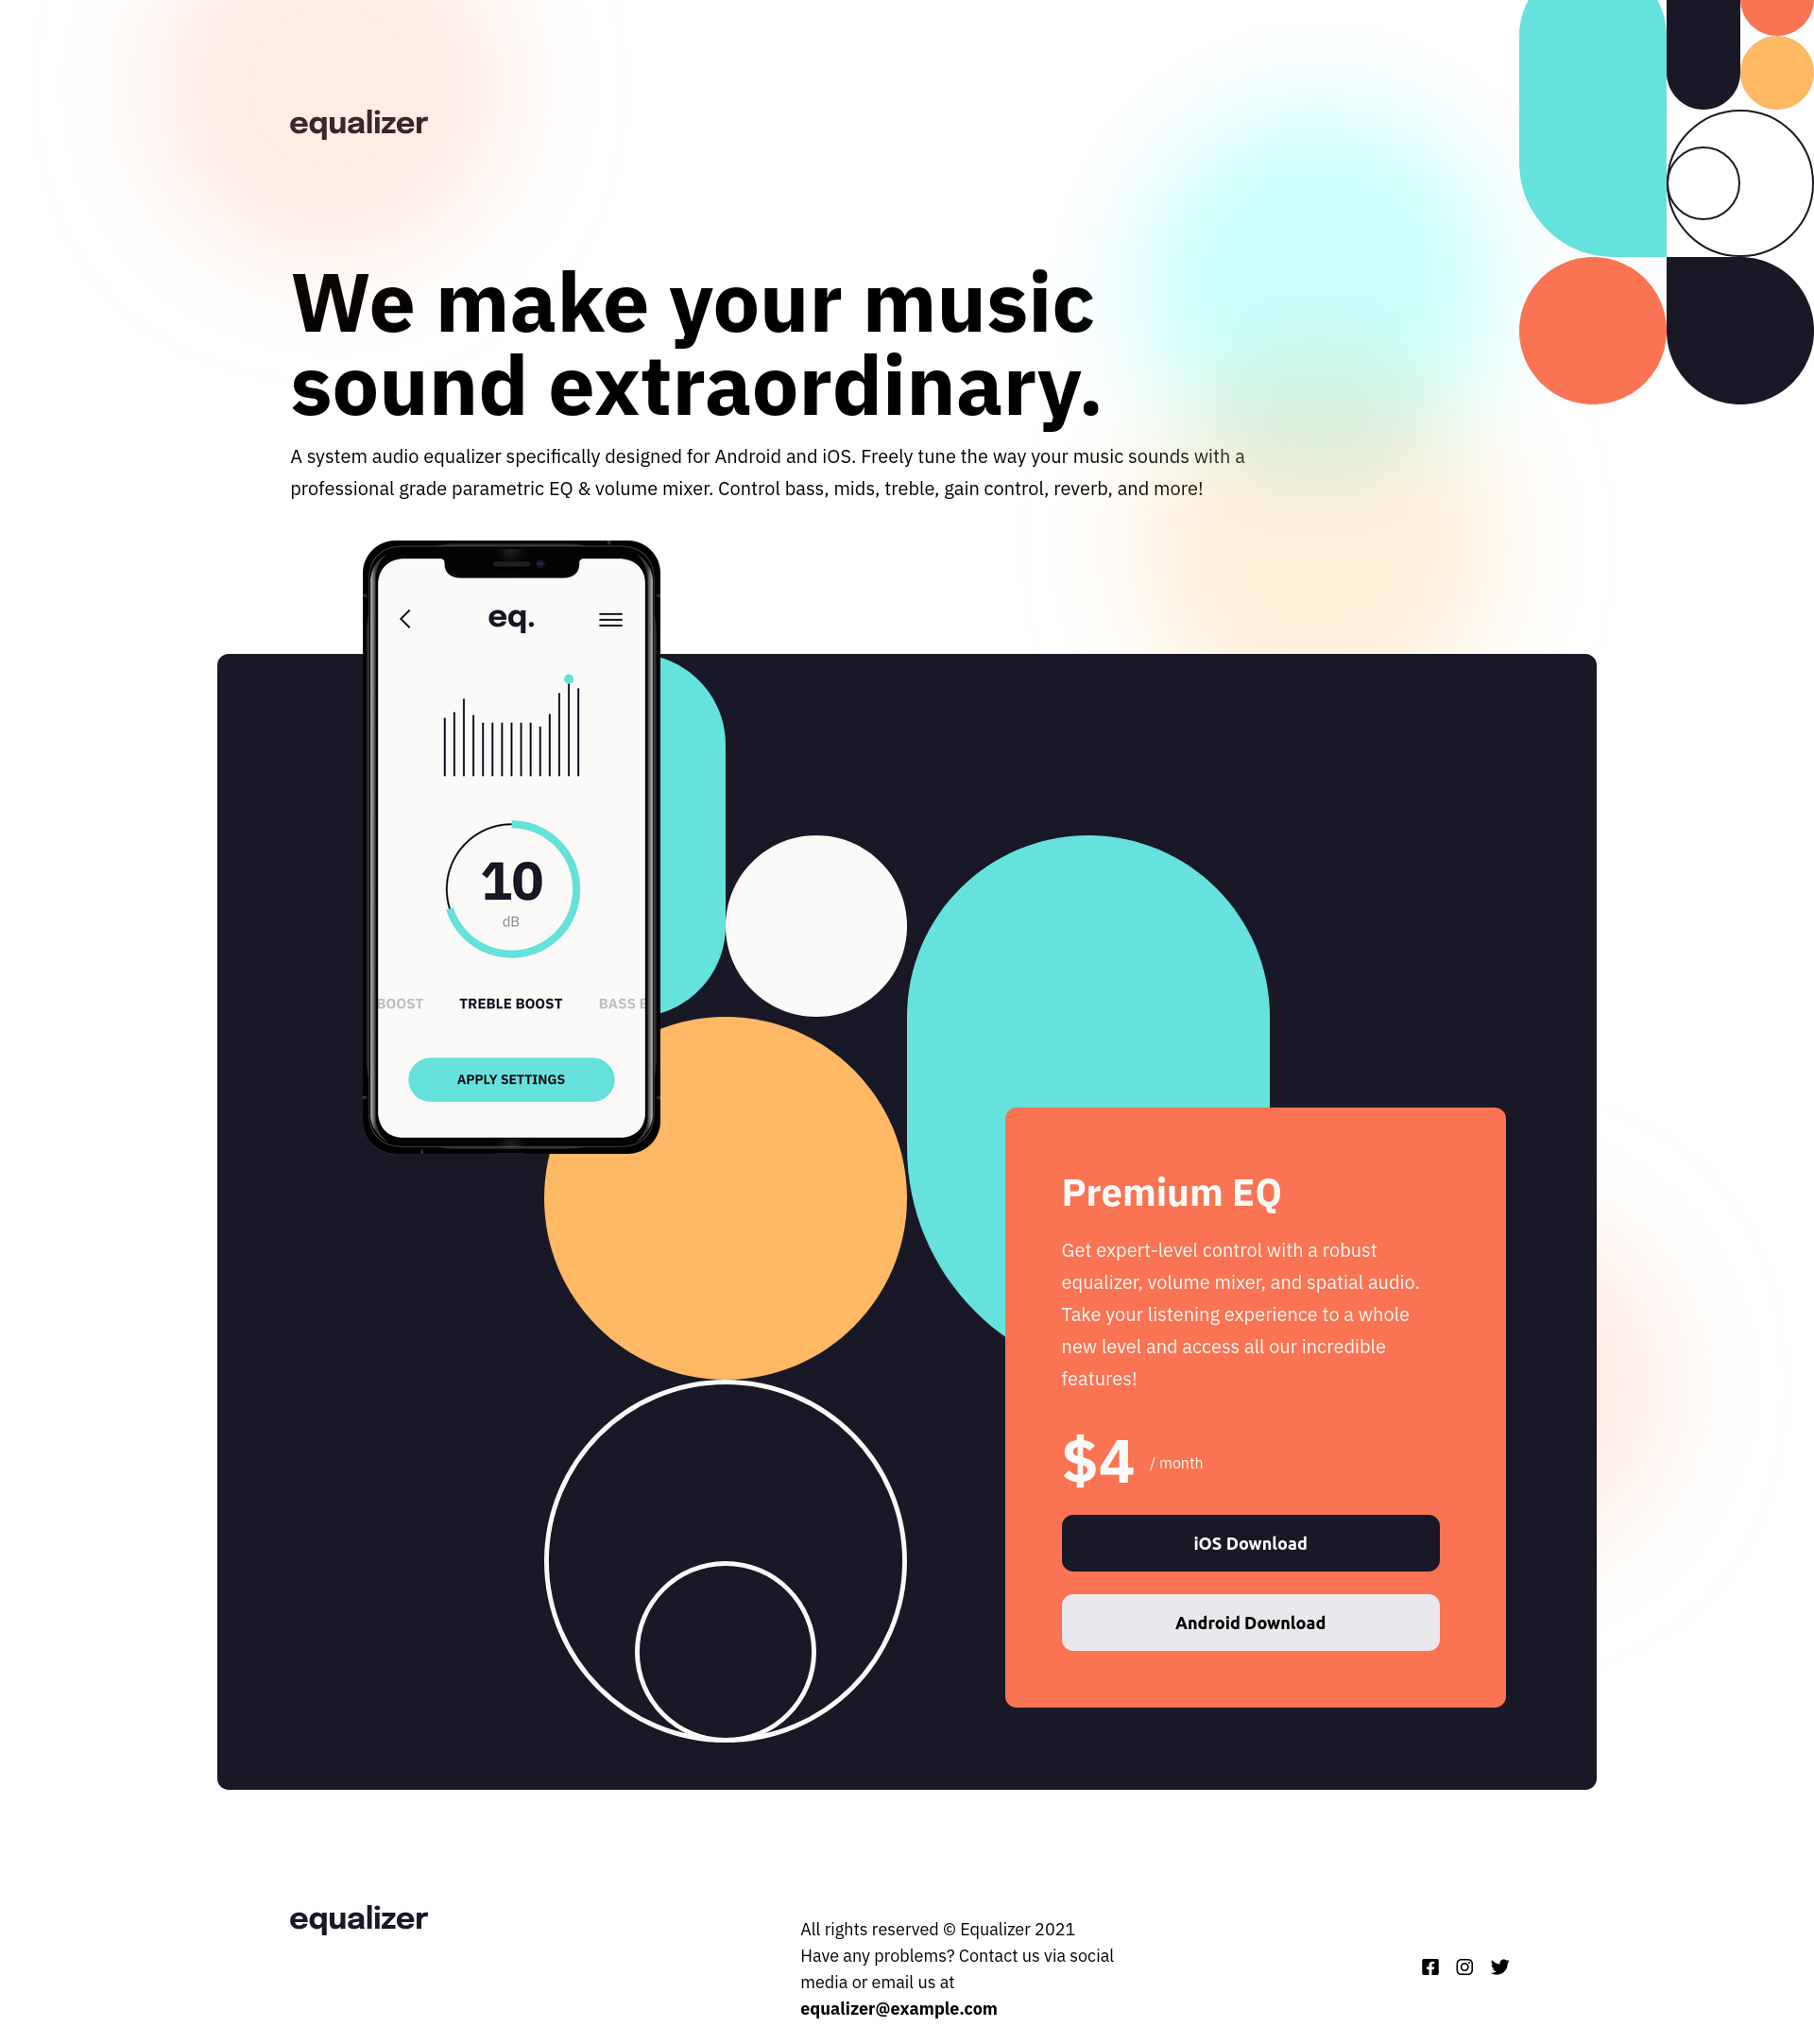 equalizer
We make your music
sound extraordinary.
A system audio equalizer specifically designed for Android and iOS. Freely tune the way your music sounds with a
professional grade parametric EQ & volume mixer. Control bass, mids, treble, gain control, reverb, and more!
eq.
10
dB
BOOST TREBLE BOOST BASS
APPLY SETTINGS
Premium EQ
Get expert-level control with a robust
equalizer, volume mixer, and spatial audio.
Take your listening experience to a whole
new level and access all our incredible
features!
$4 / month
iOS Download
Android Download
equalizer
All rights reserved © Equalizer 2021
Have any problems? Contact us via social
media or email us at
equalizer@example.com